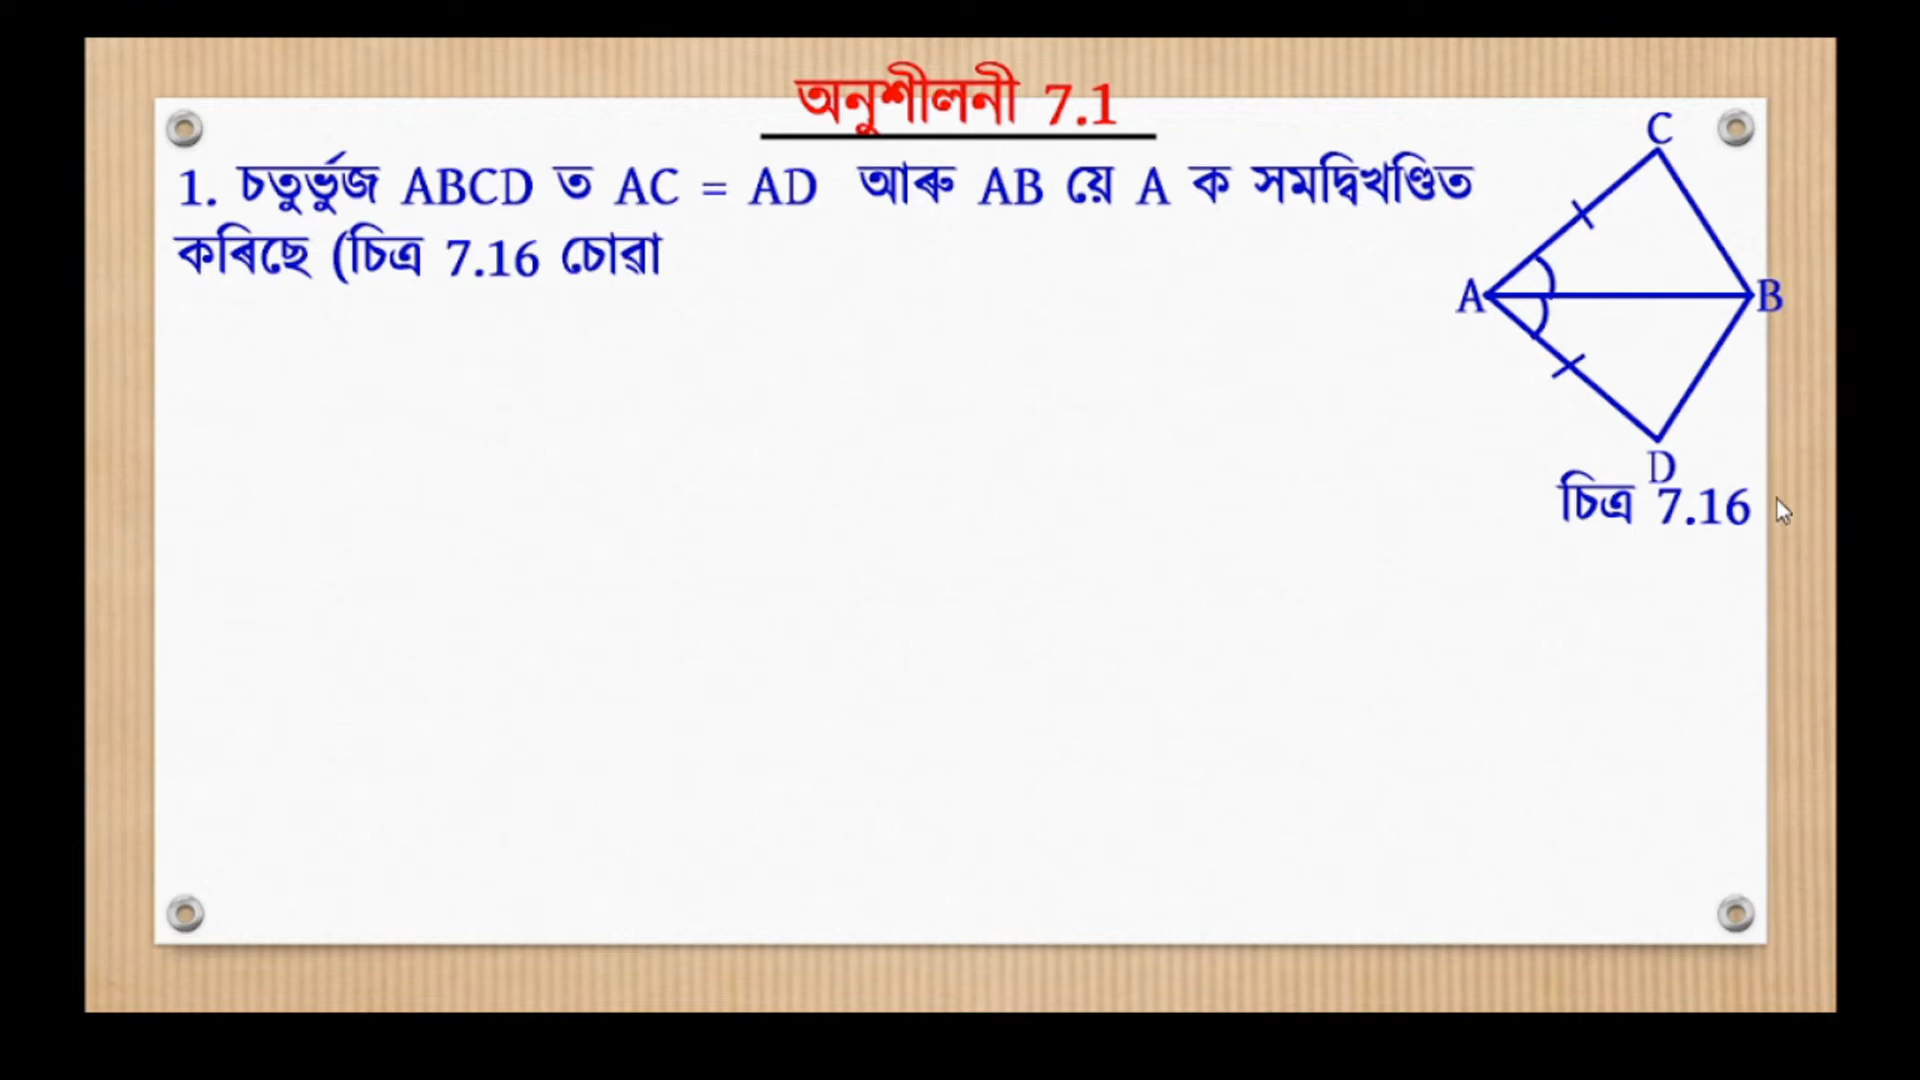 অনুশীলনী 7.1
1. চতুৰ্ভুজ ABCD ত AC = AD আৰু AB য়ে A ক সমদ্বিখণ্ডিত
কৰিছে (চিত্ৰ 7.16 চোৱা
C
A
B
D
চিত্ৰ 7.16